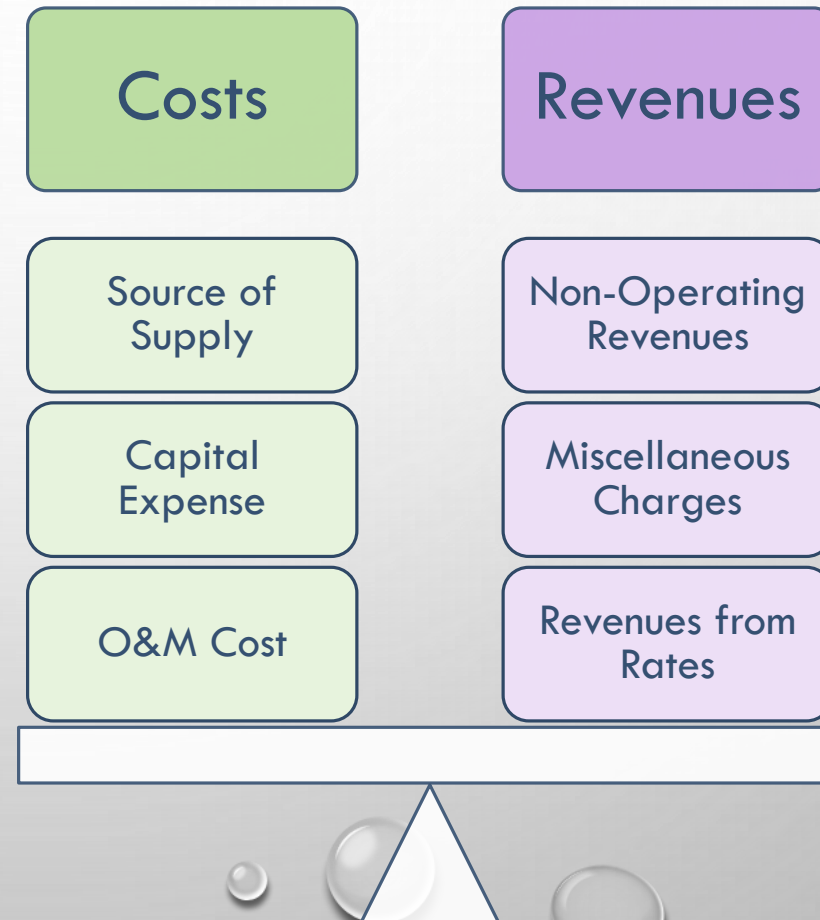 Costs
Source of
Supply
Capital
Expense
O&M Cost
Revenues
Non-Operating
Revenues
Miscellaneous
Charges
Revenues from
Rates